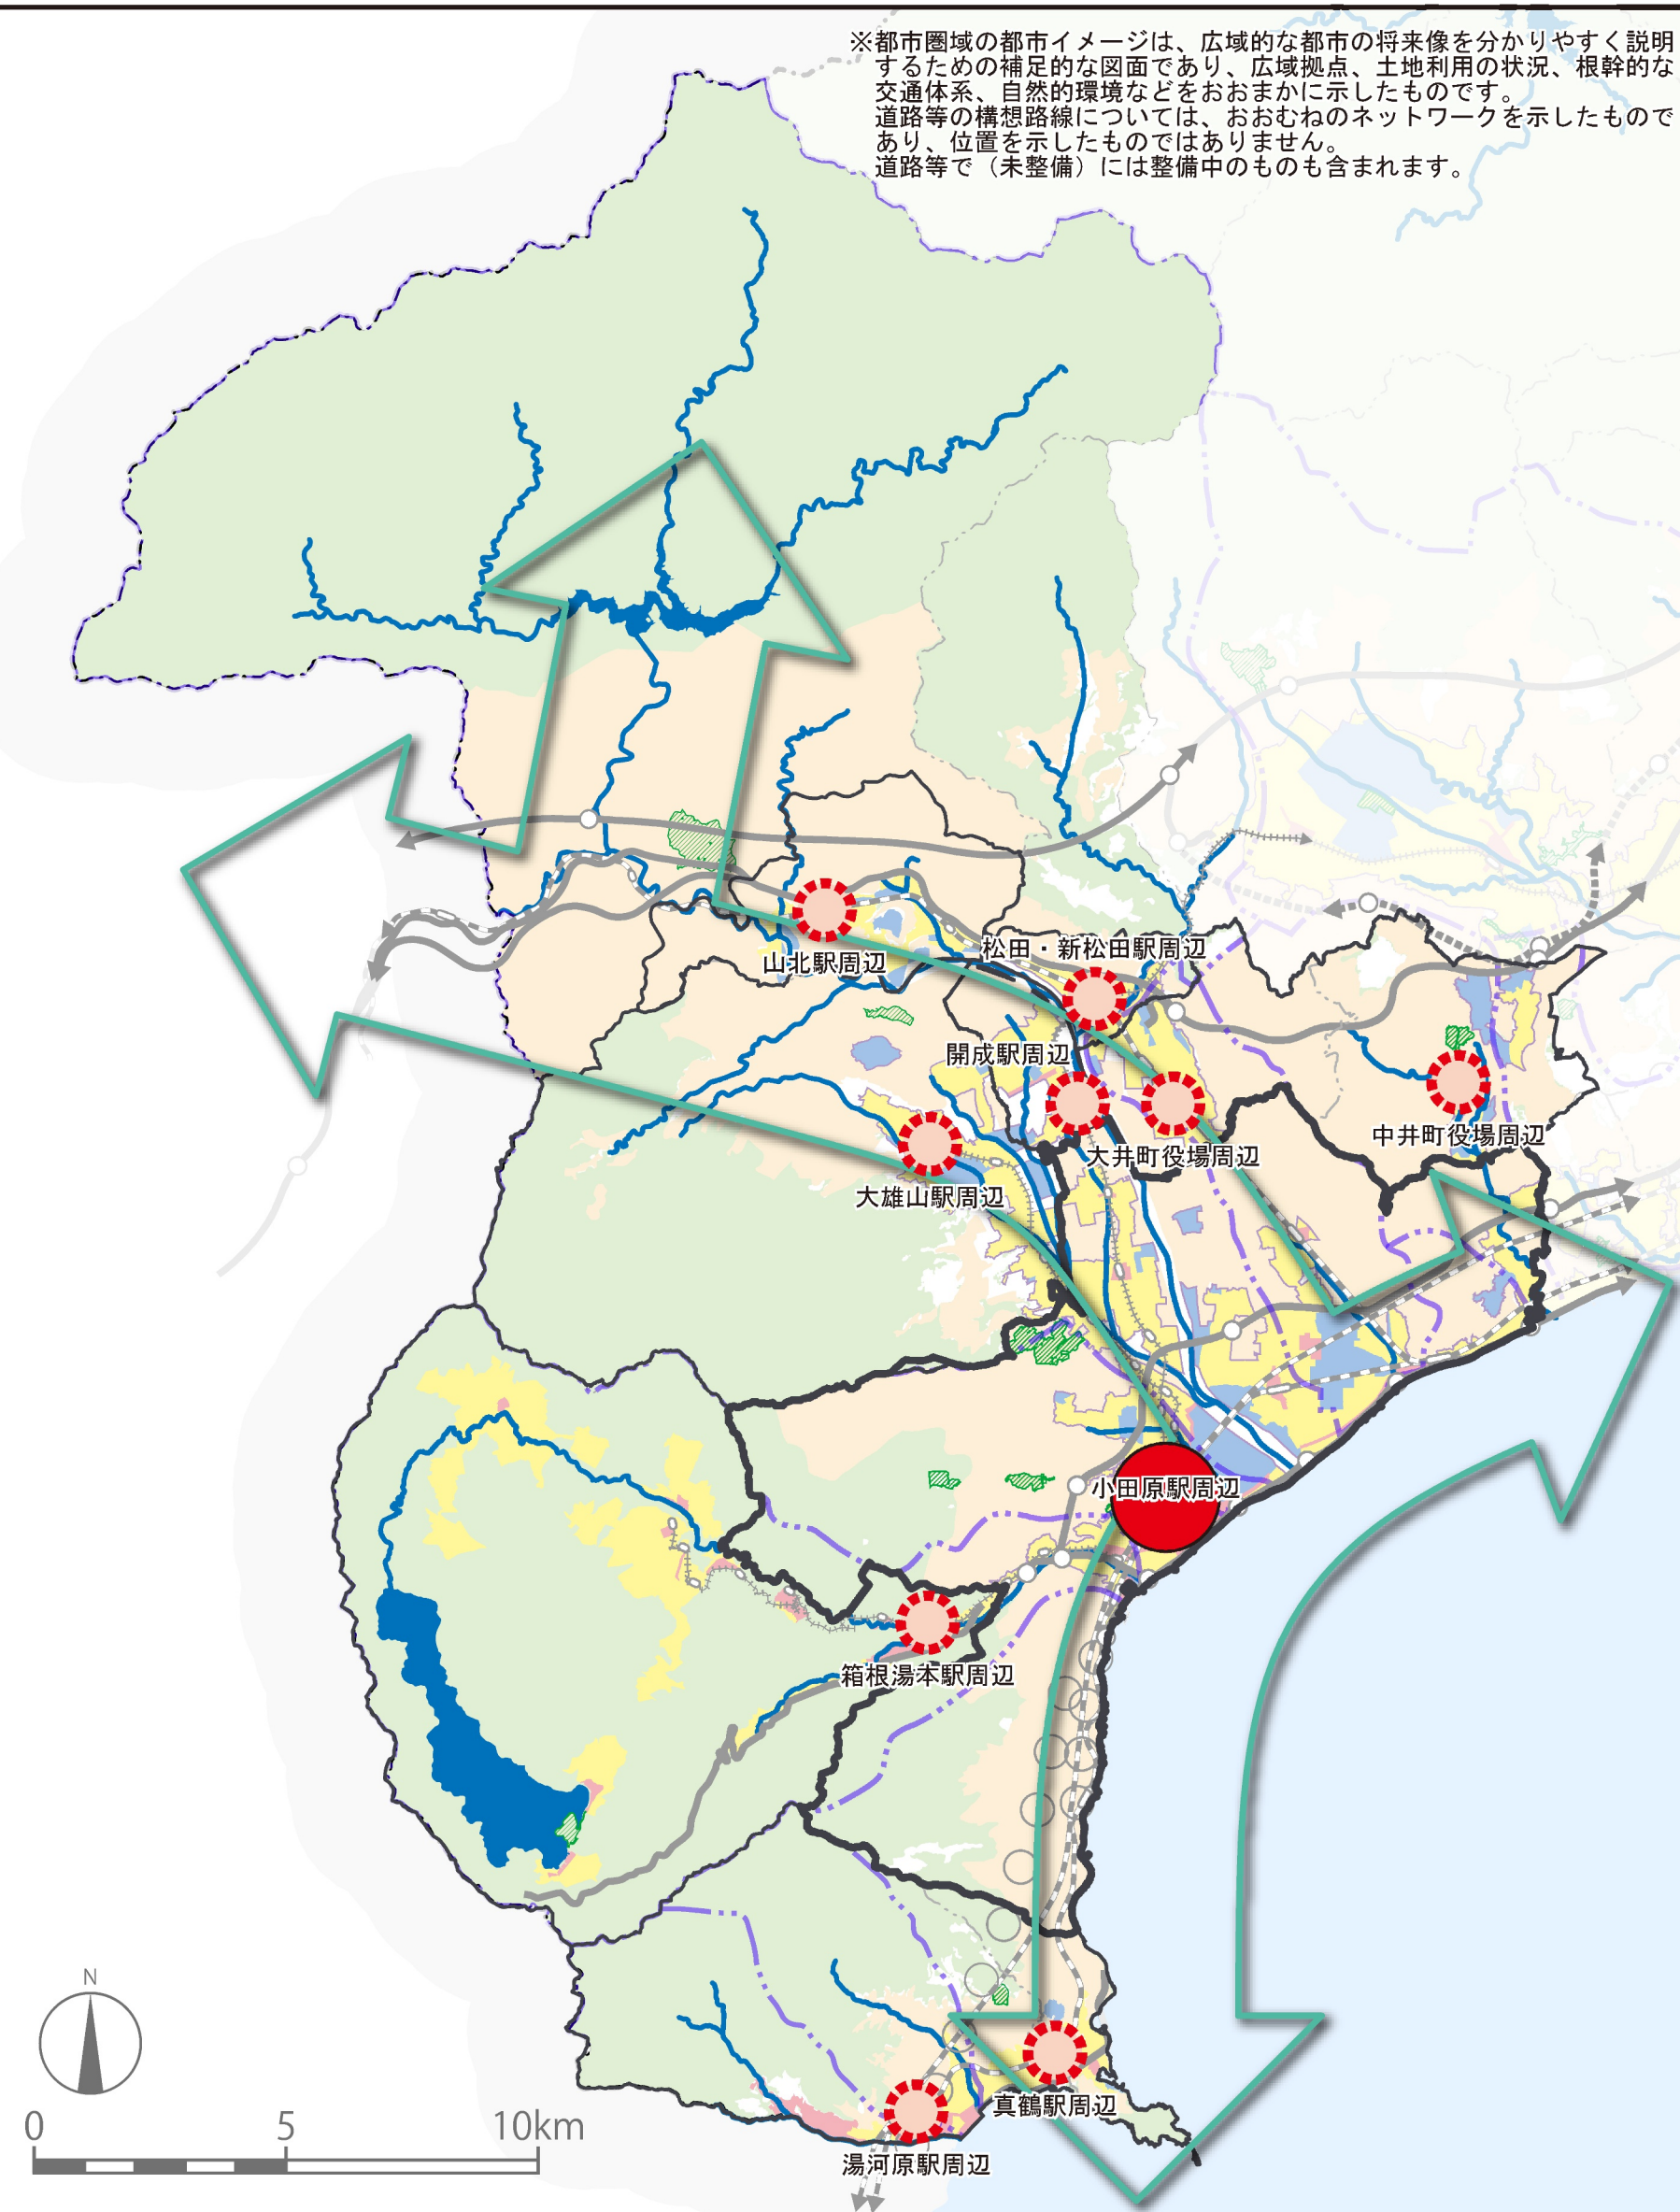 ※都市圏域の都市イメージは、広域的な都市の将来像を分かりやすく説明
するための補足的な図面であり、広域拠点、土地利用の状況、根幹的な
交通体系、自然的環境などをおおまかに示したものです。
道路等の構想路線については、おおむねのネットワークを示したもので
あり、位置を示したものではありません。
道路等で（未整備）には整備中のものも含まれます。
松田・新松田駅周辺
山北駅周辺
開成駅周辺
中井町役場周辺
大井町役場周辺
大雄山駅周辺
小田原駅周辺
箱根湯本駅周辺
真鶴駅周辺
湯河原駅周辺
N
0 5 10km